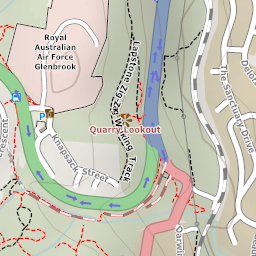 Royal
Australian
Air Force
Glenbrook
Lapstone Zig-Zag Walking Track
The Sanctuary Drive
P
Quarry Lookout
Knapsack Street